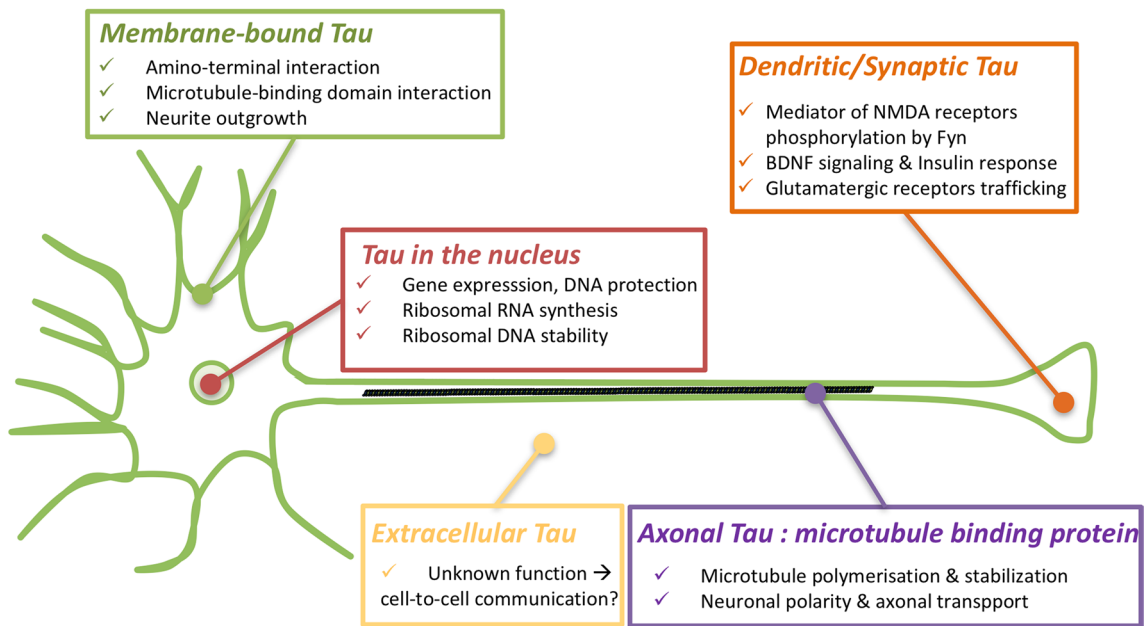 Membrane-bound Tau
✓ Amino-terminal interaction
✓ Microtubule-binding domain interaction
✓ Neurite outgrowth
Dendritic/Synaptic Tau
✓ Mediator of NMDA receptors
phosphorylation by Fyn
✓ BDNF signaling & Insulin response
✓ Glutamatergic receptors trafficking
Tau in the nucleus
✓ Gene expresssion, DNA protection
✓ Ribosomal RNA synthesis
✓ Ribosomal DNA stability
Extracellular Tau
✓ Unknown function →
cell-to-cell communication?
Axonal Tau : microtubule binding protein
✓ Microtubule polymerisation & stabilization
✓ Neuronal polarity & axonal transpport